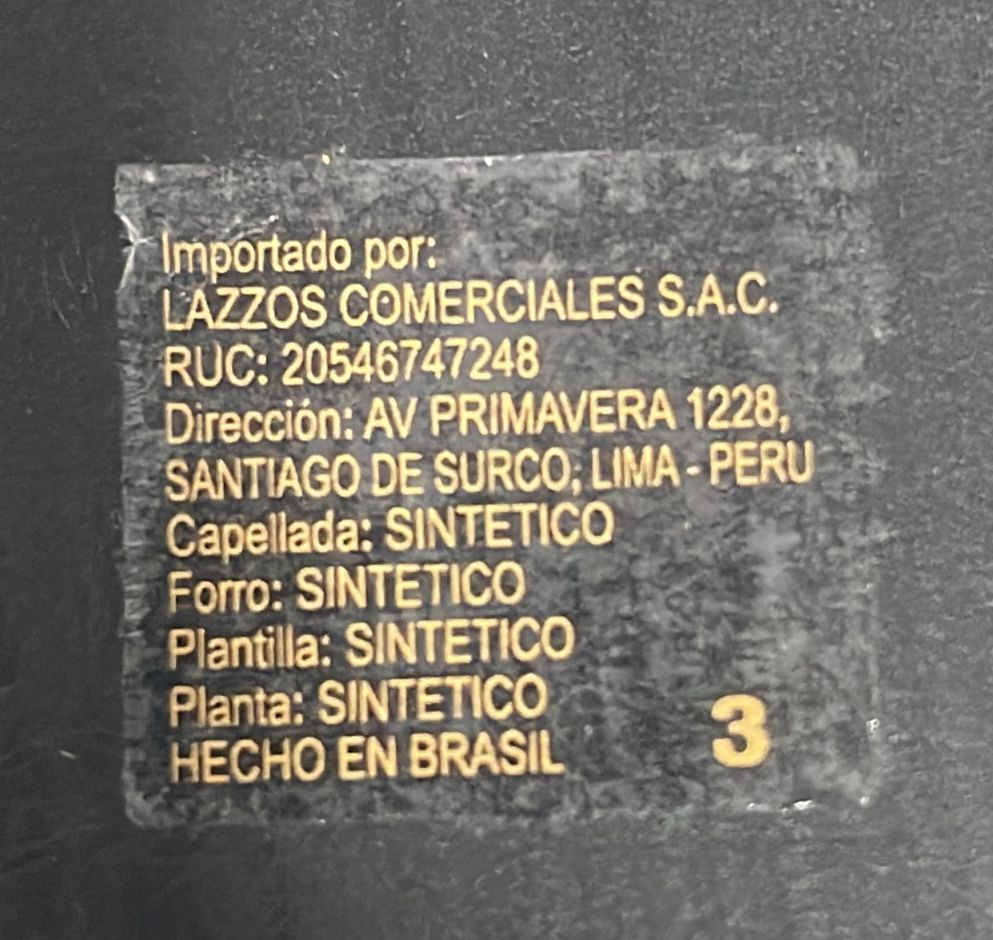 Importado por:
LAZZOS COMERCIALES S.A.C.
RUC: 20546747248
Dirección: AV PRIMAVERA 1228,
SANTIAGO DE SURCO, LIMA - PERU
Capellada: SINTETICO
Forro: SINTETICO
Plantilla: SINTETICO
Planta: SINTETICO
HECHO EN BRASIL
3